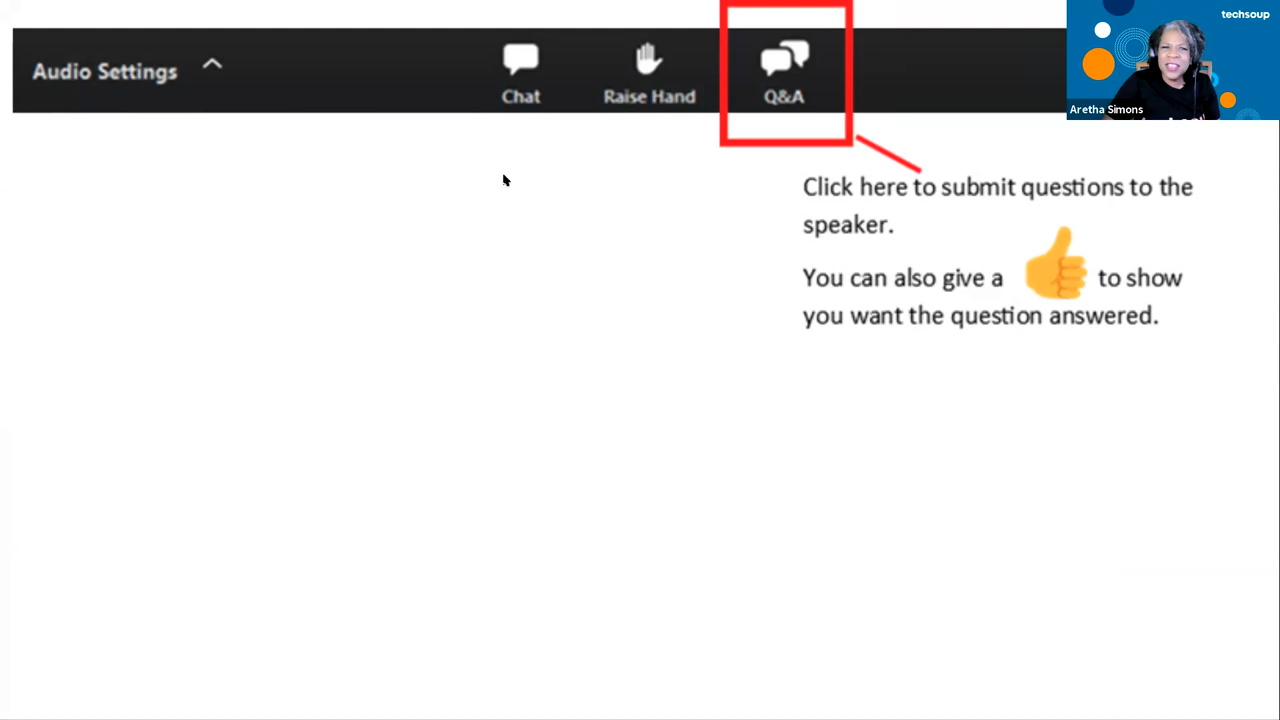 Audio Settings
Chat
Raise Hand
Q&A
techsoup
Aretha Simons
Click here to submit questions to the
speaker.
You can also give a 👍 to show
you want the question answered.